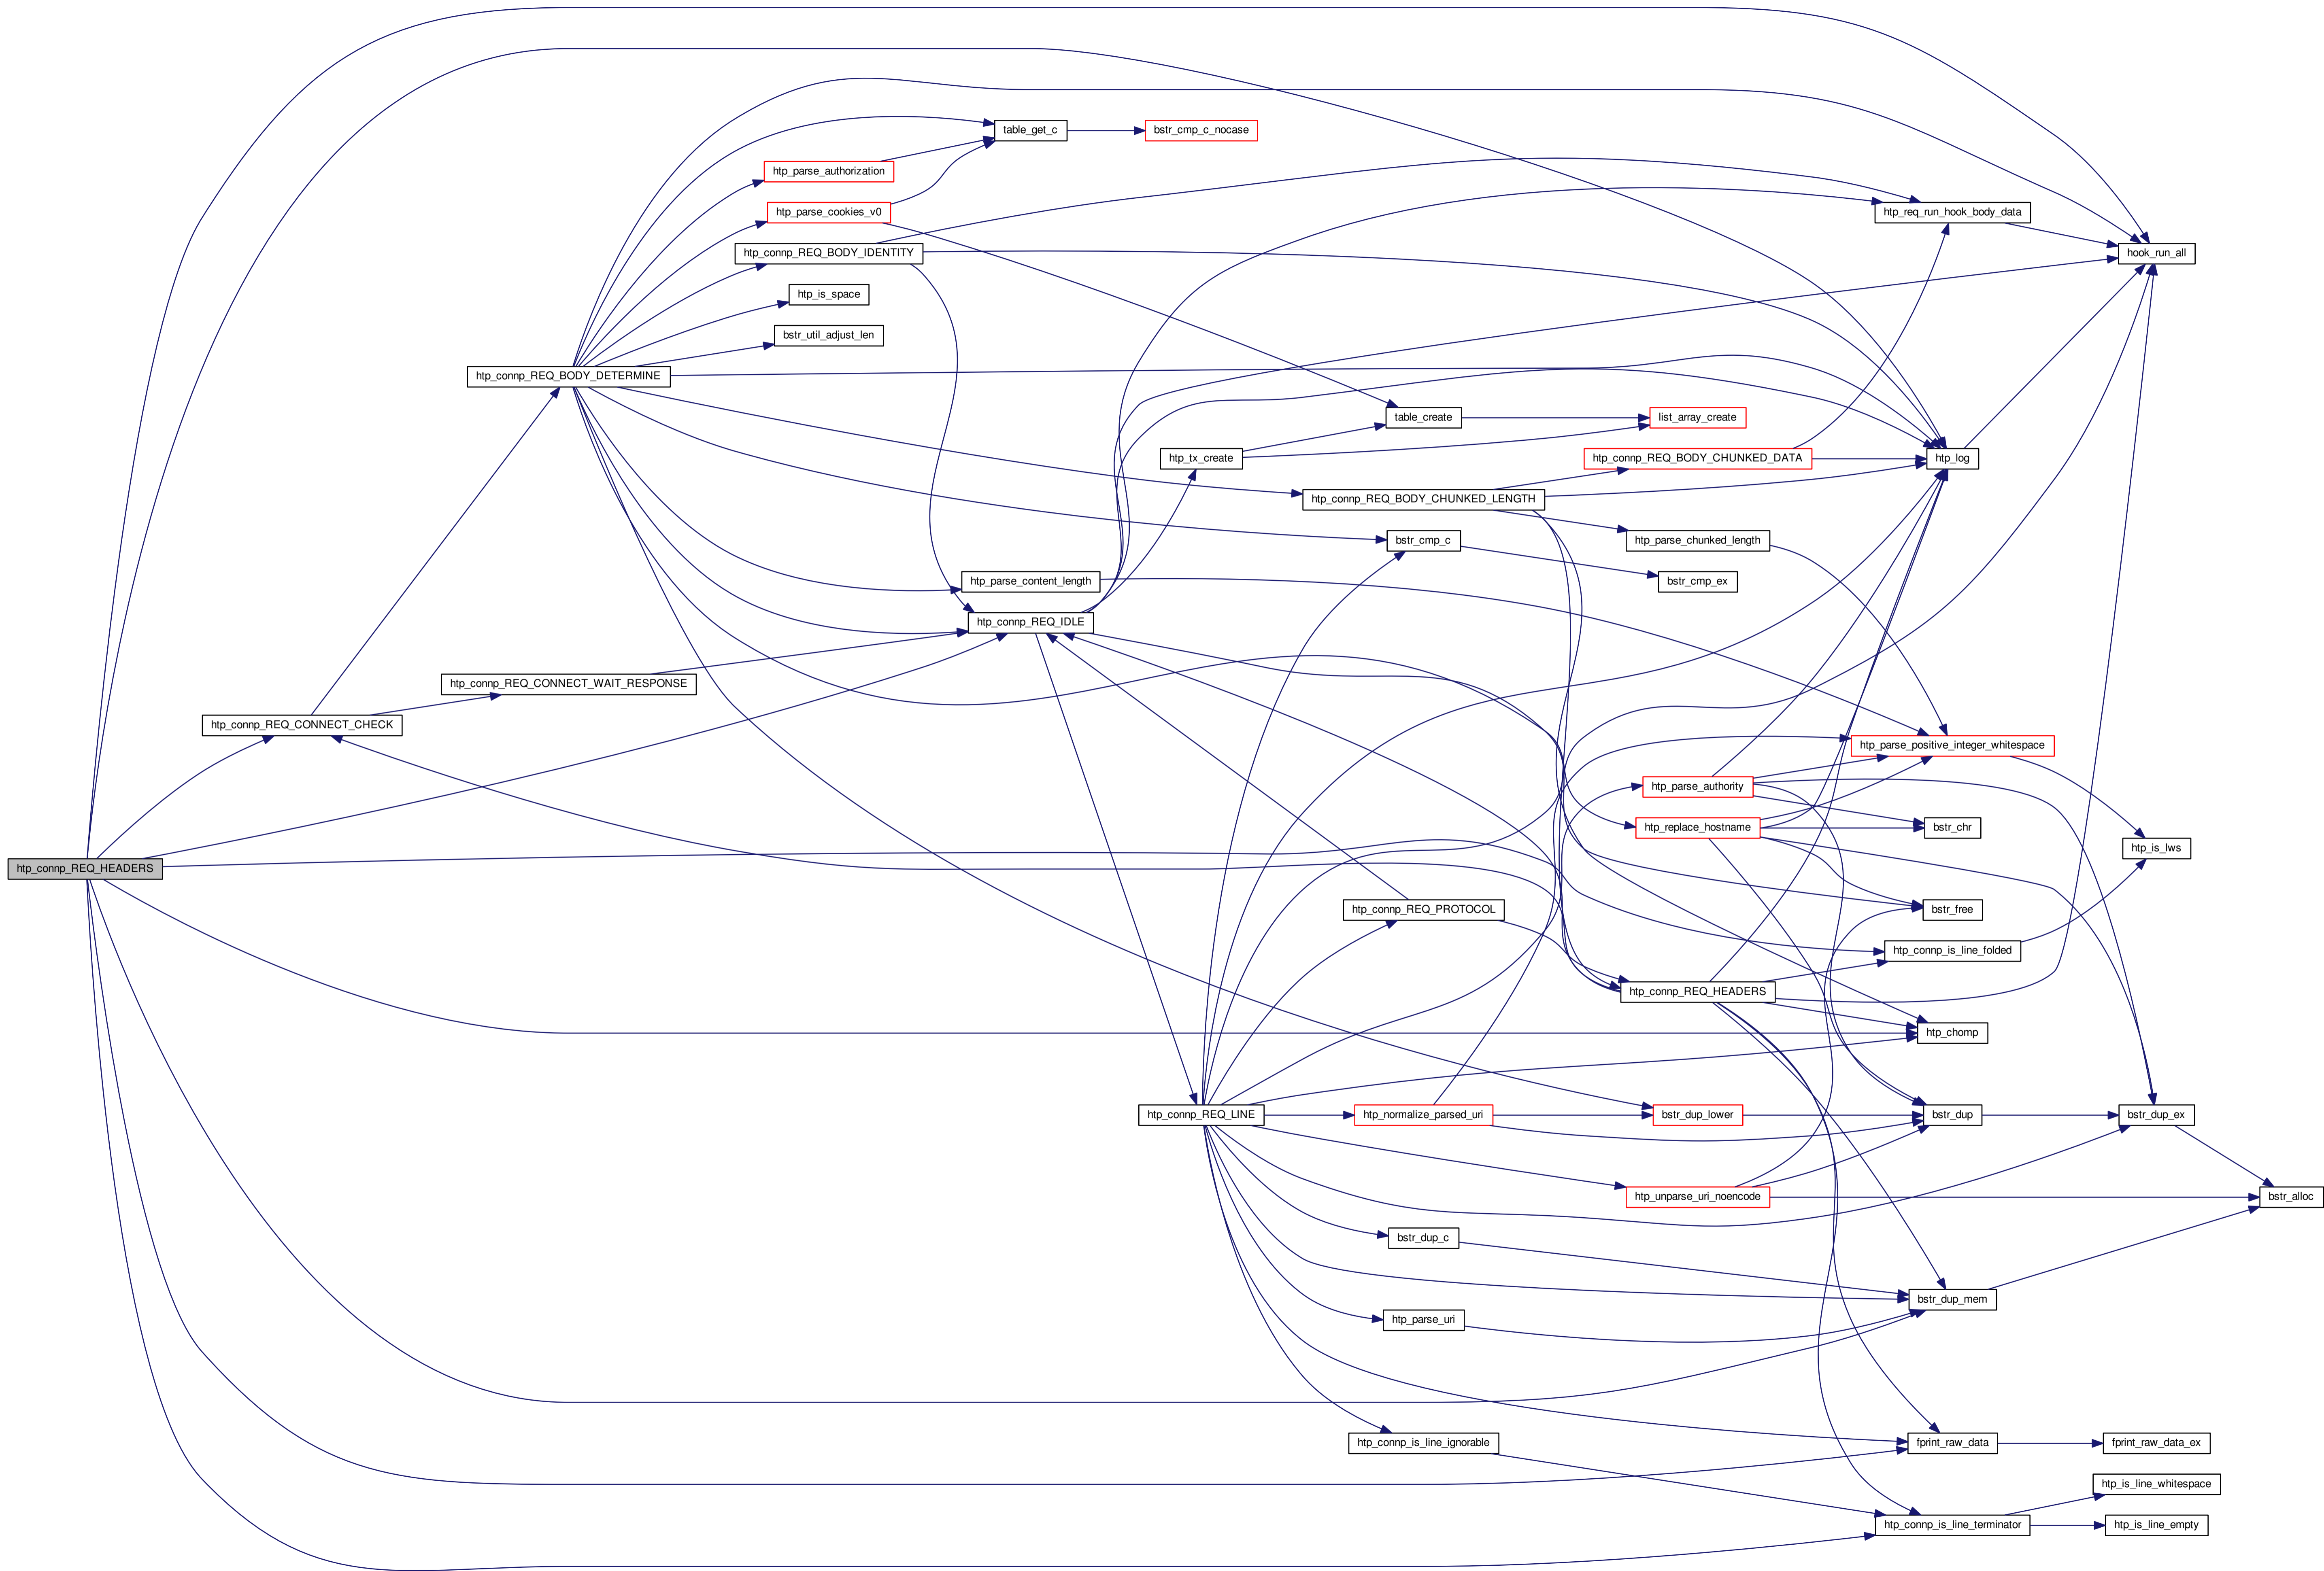 table_get_c
bstr_cmp_c_nocase
htp_parse_authorization
htp_parse_cookies_v0
htp_req_run_hook_body_data
htp_connp_REQ_BODY_IDENTITY
hook_run_all
htp_is_space
bstr_util_adjust_len
htp_connp_REQ_BODY_DETERMINE
table_create
list_array_create
htp_tx_create
htp_connp_REQ_BODY_CHUNKED_DATA
htp_log
htp_connp_REQ_BODY_CHUNKED_LENGTH
bstr_cmp_c
htp_parse_chunked_length
htp_parse_content_length
bstr_cmp_ex
htp_connp_REQ_IDLE
htp_connp_REQ_CONNECT_WAIT_RESPONSE
htp_connp_REQ_CONNECT_CHECK
htp_parse_positive_integer_whitespace
htp_parse_authority
htp_replace_hostname
bstr_chr
htp_is_lws
htp_connp_REQ_HEADERS
htp_connp_REQ_PROTOCOL
bstr_free
htp_connp_is_line_folded
htp_connp_REQ_HEADERS
htp_chomp
htp_connp_REQ_LINE
htp_normalize_parsed_uri
bstr_dup_lower
bstr_dup
bstr_dup_ex
htp_unparse_uri_noencode
bstr_alloc
bstr_dup_c
bstr_dup_mem
htp_parse_uri
htp_connp_is_line_ignorable
fprint_raw_data
fprint_raw_data_ex
htp_is_line_whitespace
htp_connp_is_line_terminator
htp_is_line_empty